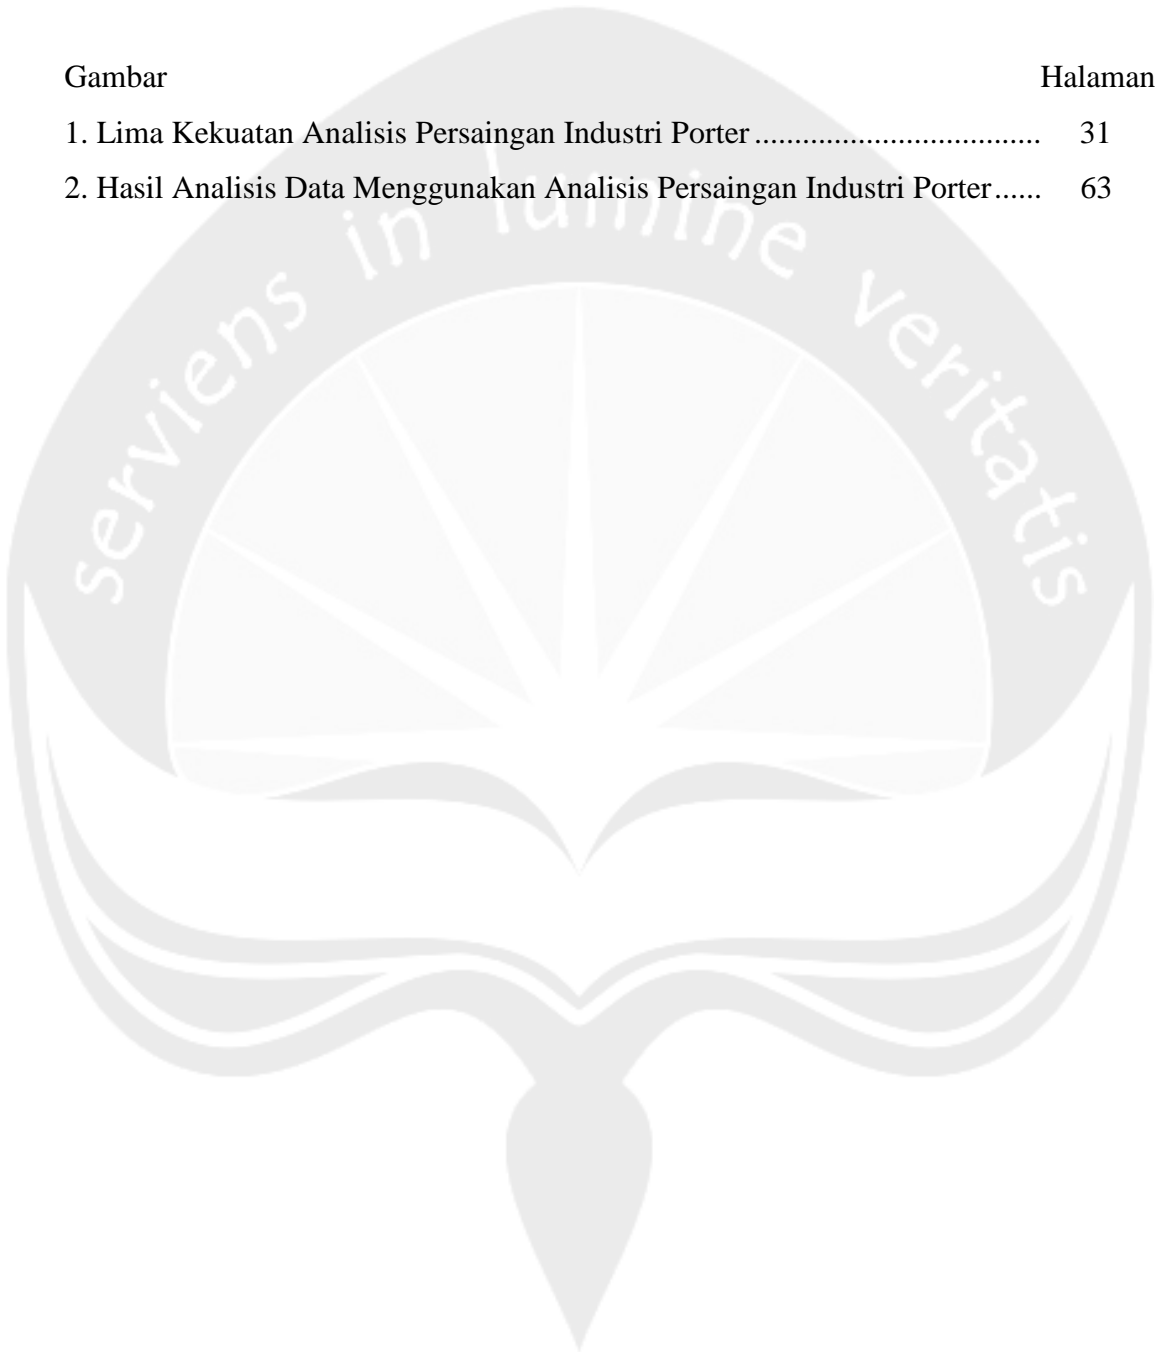 Gambar Halaman
1. Lima Kekuatan Analisis Persaingan Industri Porter .................................. 31
2. Hasil Analisis Data Menggunakan Analisis Persaingan Industri Porter ...... 63
serviens in lumine veritatis